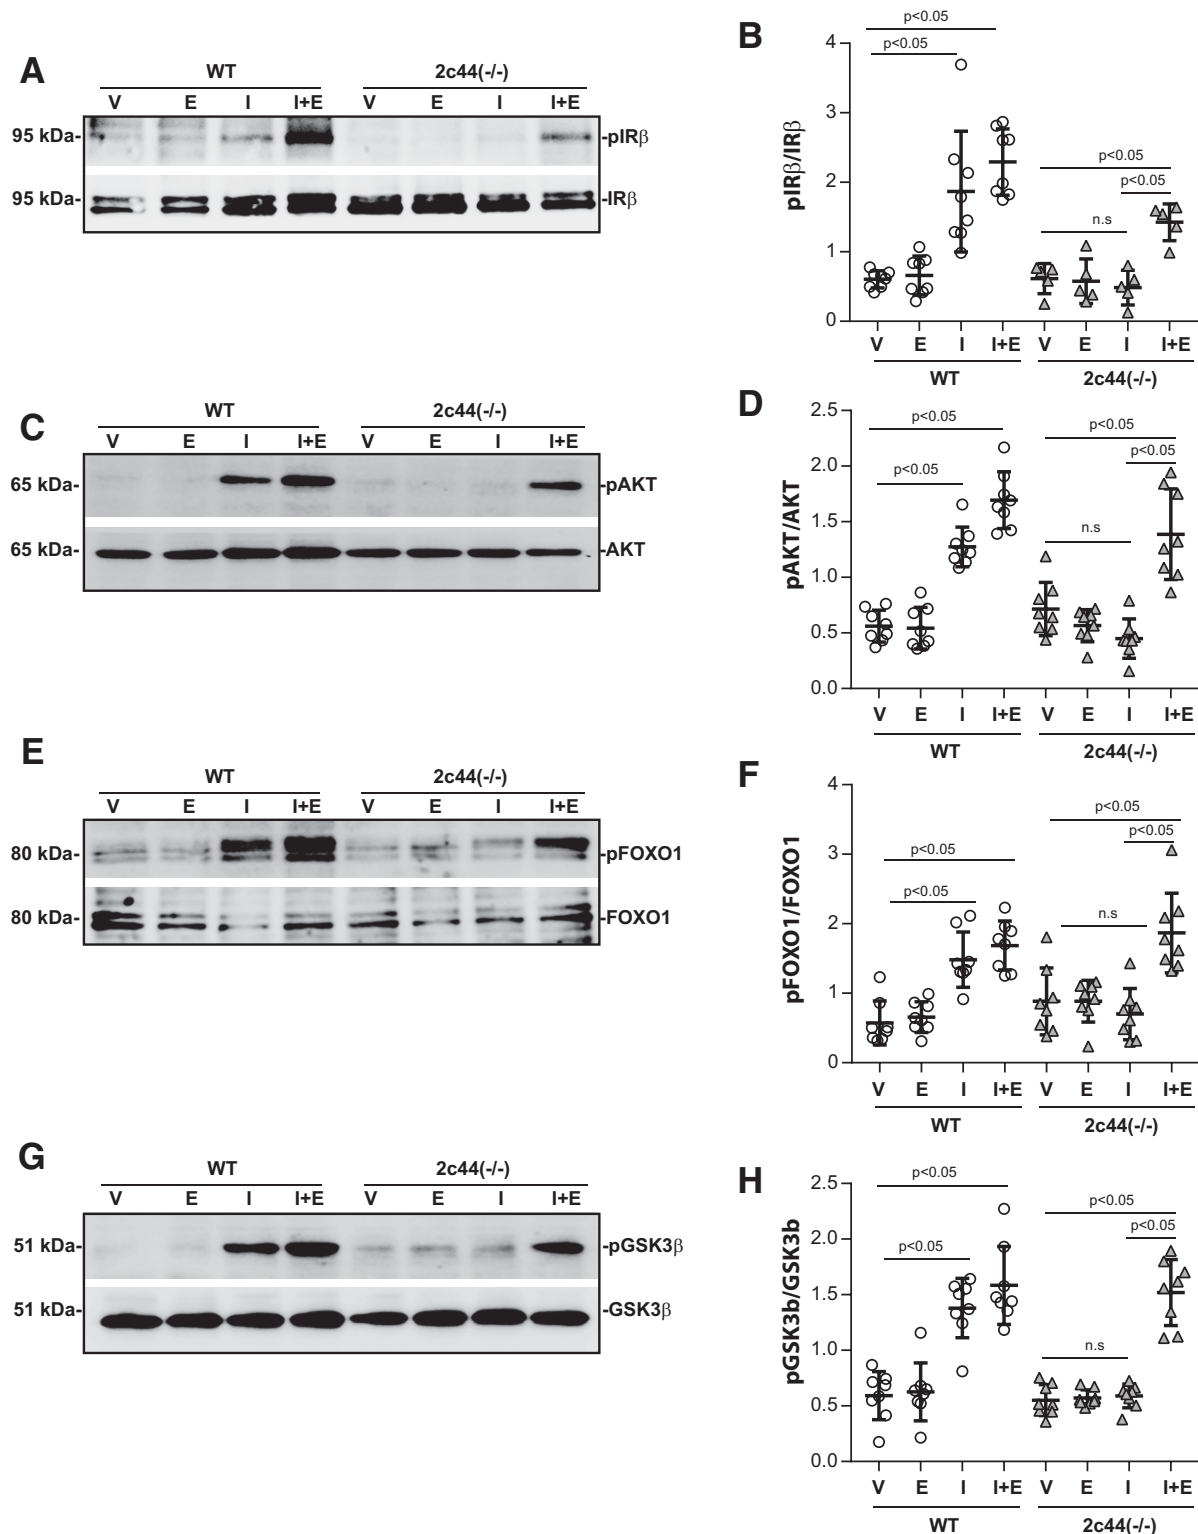 A
WT 2c44(-/-)
V E I I+E V E I I+E
95 kDa- -pIRβ
95 kDa- -IRβ
B
pIRβ/IRβ
p<0.05
p<0.05
p<0.05
p<0.05
n.s
4
3
2
1
0
V E I I+E V E I I+E
WT 2c44(-/-)
C
WT 2c44(-/-)
V E I I+E V E I I+E
65 kDa- -pAKT
65 kDa- -AKT
D
pAKT/AKT
p<0.05
p<0.05
p<0.05
p<0.05
n.s
2.5
2.0
1.5
1.0
0.5
0.0
V E I I+E V E I I+E
WT 2c44(-/-)
E
WT 2c44(-/-)
V E I I+E V E I I+E
80 kDa- -pFOXO1
80 kDa- -FOXO1
F
pFOXO1/FOXO1
p<0.05
p<0.05
p<0.05
p<0.05
n.s
4
3
2
1
0
V E I I+E V E I I+E
WT 2c44(-/-)
G
WT 2c44(-/-)
V E I I+E V E I I+E
51 kDa- -pGSK3β
51 kDa- -GSK3β
H
pGSK3b/GSK3b
p<0.05
p<0.05
p<0.05
p<0.05
n.s
2.5
2.0
1.5
1.0
0.5
0.0
V E I I+E V E I I+E
WT 2c44(-/-)